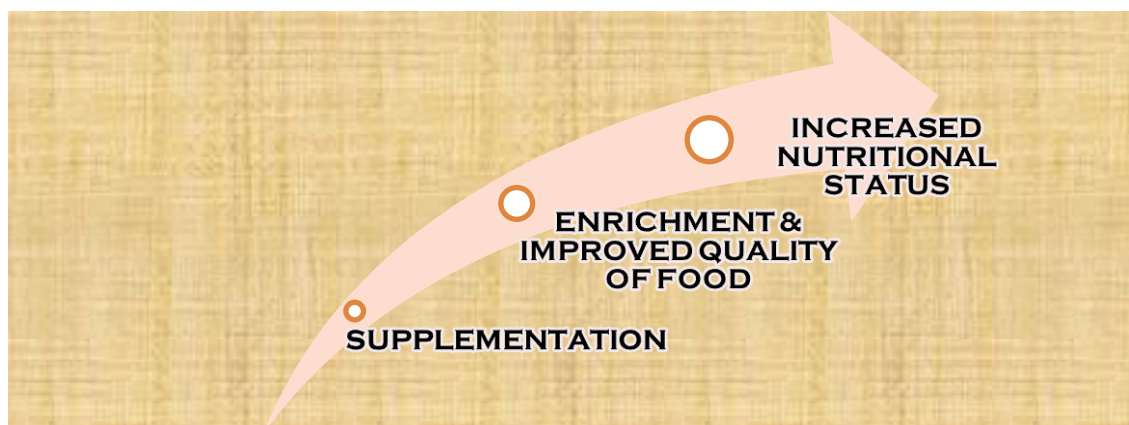 INCREASED
NUTRITIONAL
STATUS
ENRICHMENT &
IMPROVED QUALITY
OF FOOD
SUPPLEMENTATION